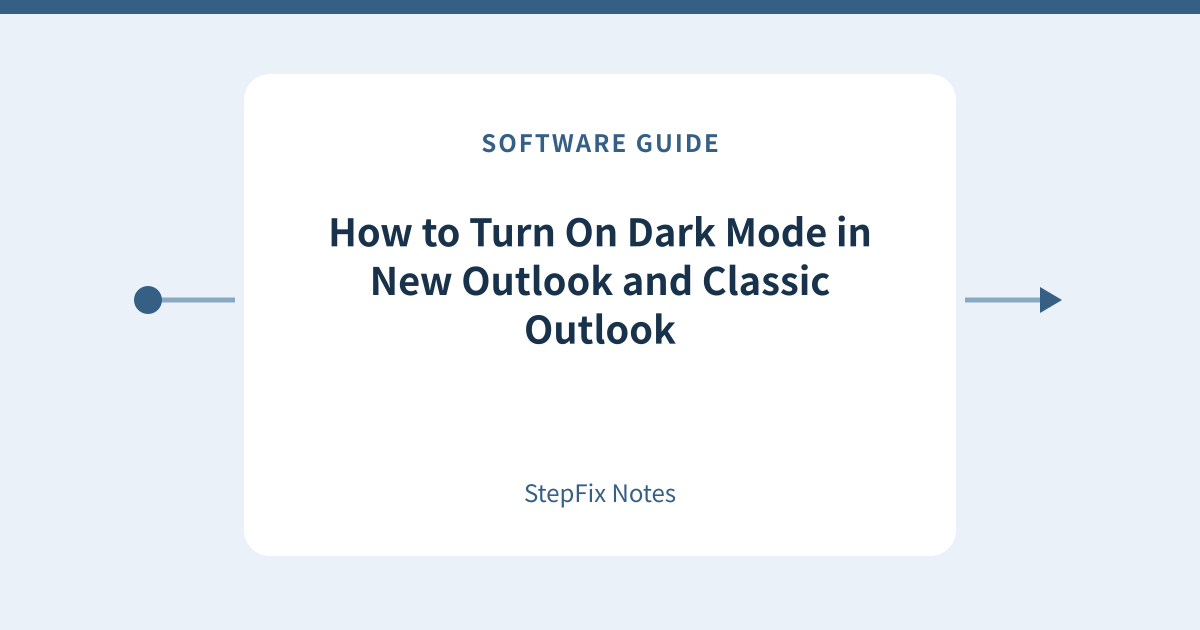 SOFTWARE GUIDE
How to Turn On Dark Mode in
New Outlook and Classic
Outlook
StepFix Notes